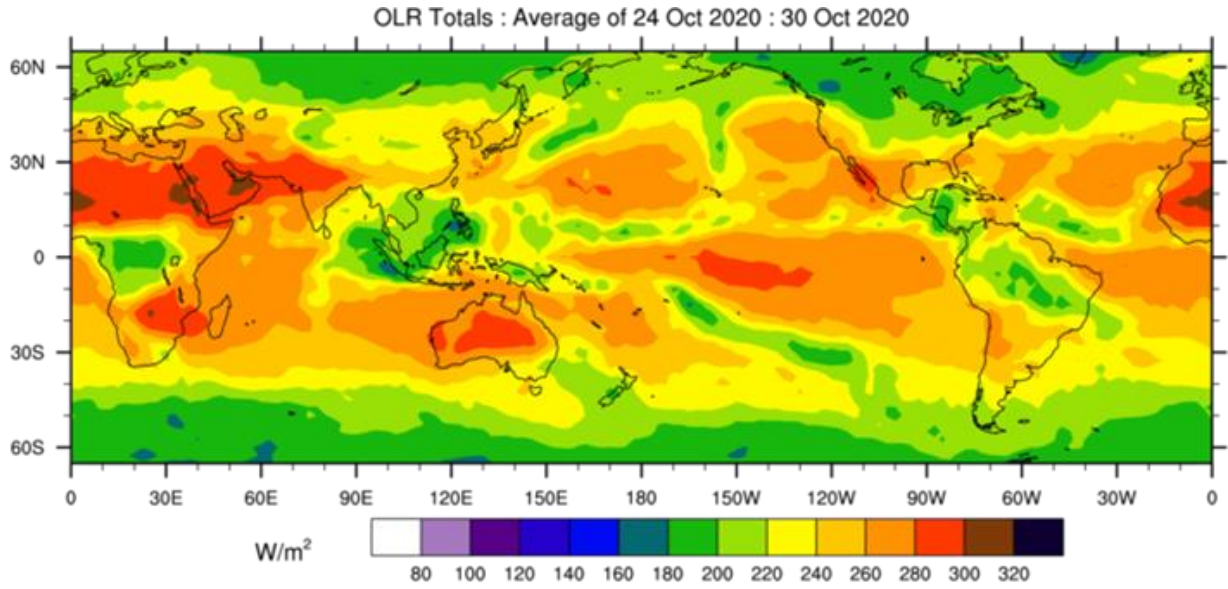 OLR Totals : Average of 24 Oct 2020 : 30 Oct 2020
60N
30N
0
30S
60S
0 30E 60E 90E 120E 150E 180 150W 120W 90W 60W 30W 0
W/m²
80 100 120 140 160 180 200 220 240 260 280 300 320